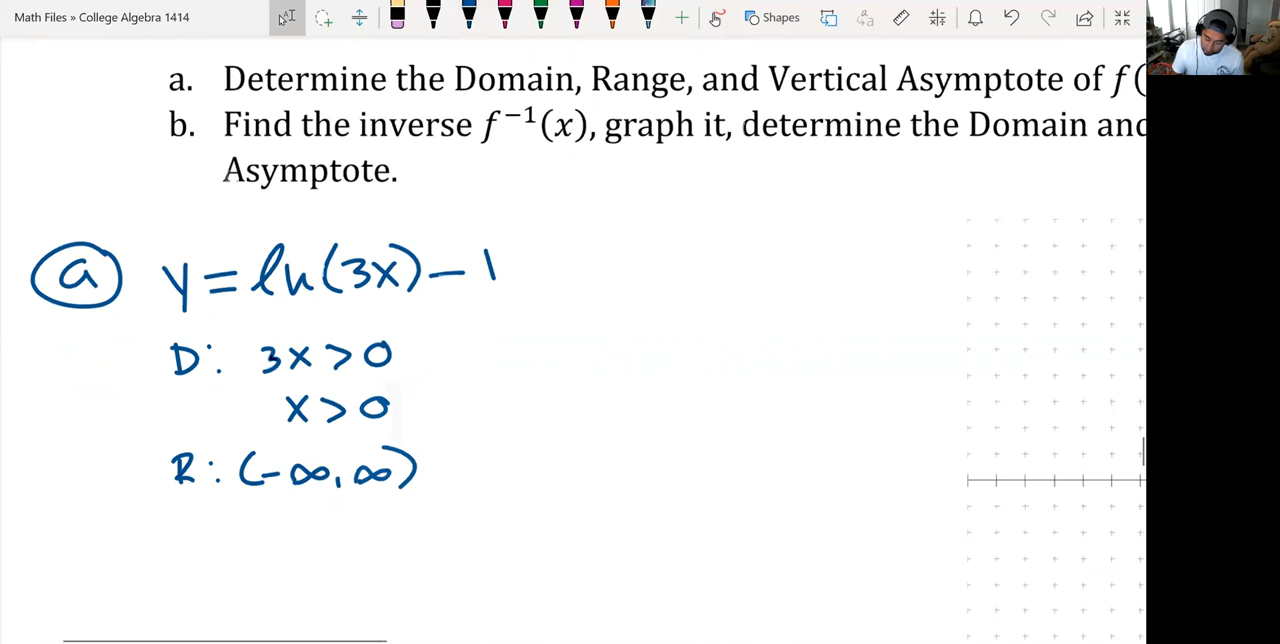 Math Files » College Algebra 1414
Shapes
a. Determine the Domain, Range, and Vertical Asymptote of f(
b. Find the inverse f⁻¹(x), graph it, determine the Domain and
Asymptote.
a y = ln(3x) - 1
D: 3x > 0
x > 0
R: (-∞, ∞)